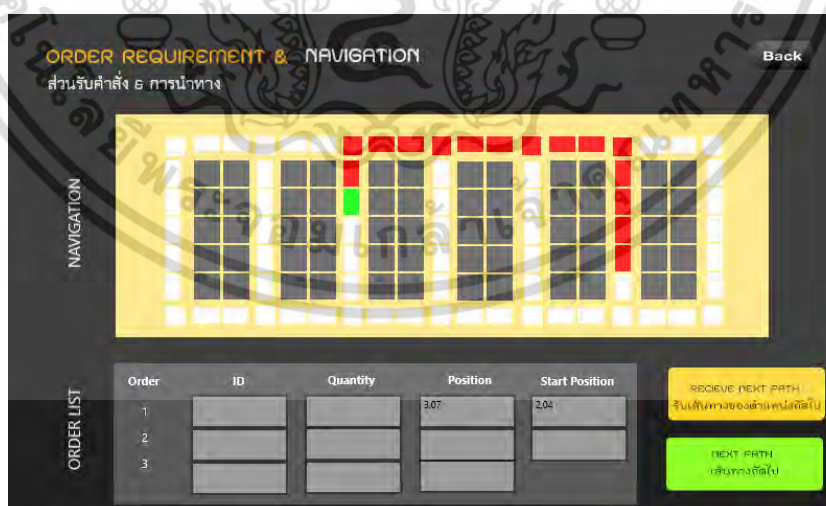 ORDER REQUIREMENT & NAVIGATION
Back
ส่วนรับคำสั่ง & การนำทาง
NAVIGATION
ORDER LIST
Order ID Quantity Position Start Position
1 3,07 2,04
2
3
RECIEVE NEXT PATH
รับเส้นทางของตำแหน่งถัดไป
NEXT PATH
เส้นทางถัดไป